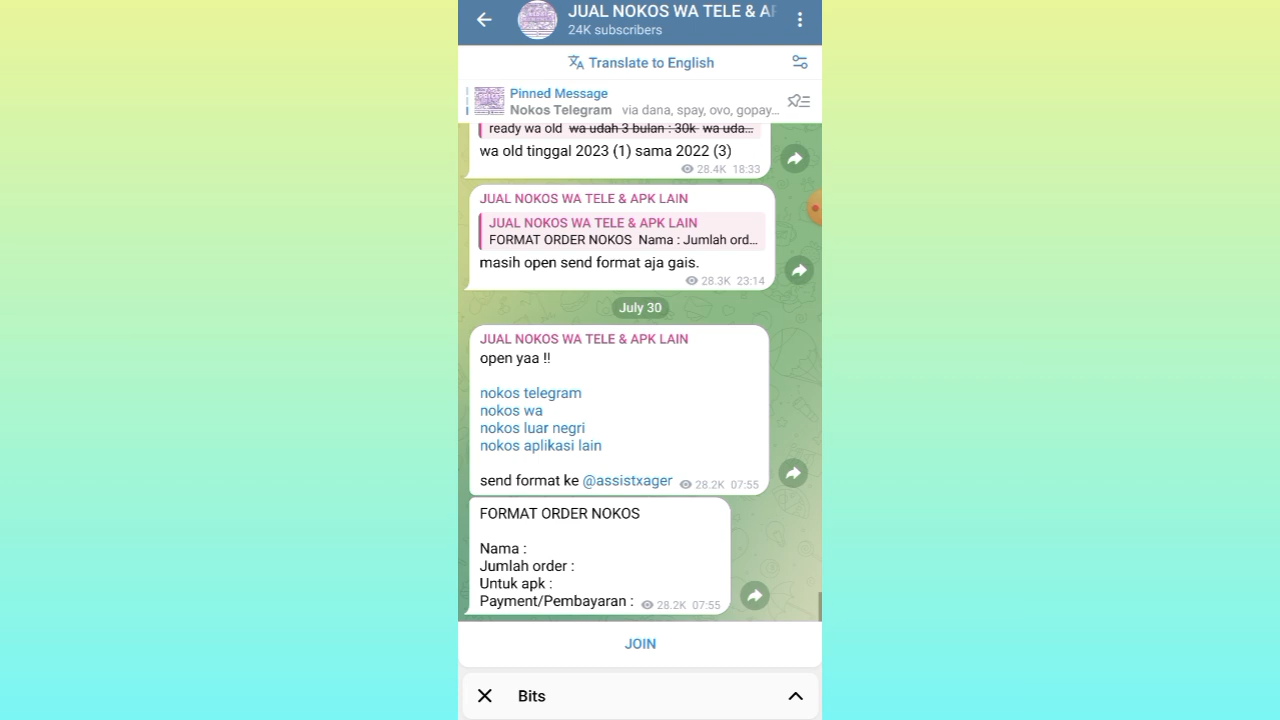 JUAL NOKOS WA TELE & AP
24K subscribers
Translate to English
Pinned Message
Nokos Telegram via dana, spay, ovo, gopay...
ready wa old wa udah 3 bulan : 30k wa uda...
wa old tinggal 2023 (1) sama 2022 (3)
28.4K 18:33
JUAL NOKOS WA TELE & APK LAIN
JUAL NOKOS WA TELE & APK LAIN
FORMAT ORDER NOKOS Nama : Jumlah ord...
masih open send format aja gais.
28.3K 23:14
July 30
JUAL NOKOS WA TELE & APK LAIN
open yaa !!
nokos telegram
nokos wa
nokos luar negri
nokos aplikasi lain
send format ke @assistxager
28.2K 07:55
FORMAT ORDER NOKOS
Nama :
Jumlah order :
Untuk apk :
Payment/Pembayaran :
28.2K 07:55
JOIN
Bits